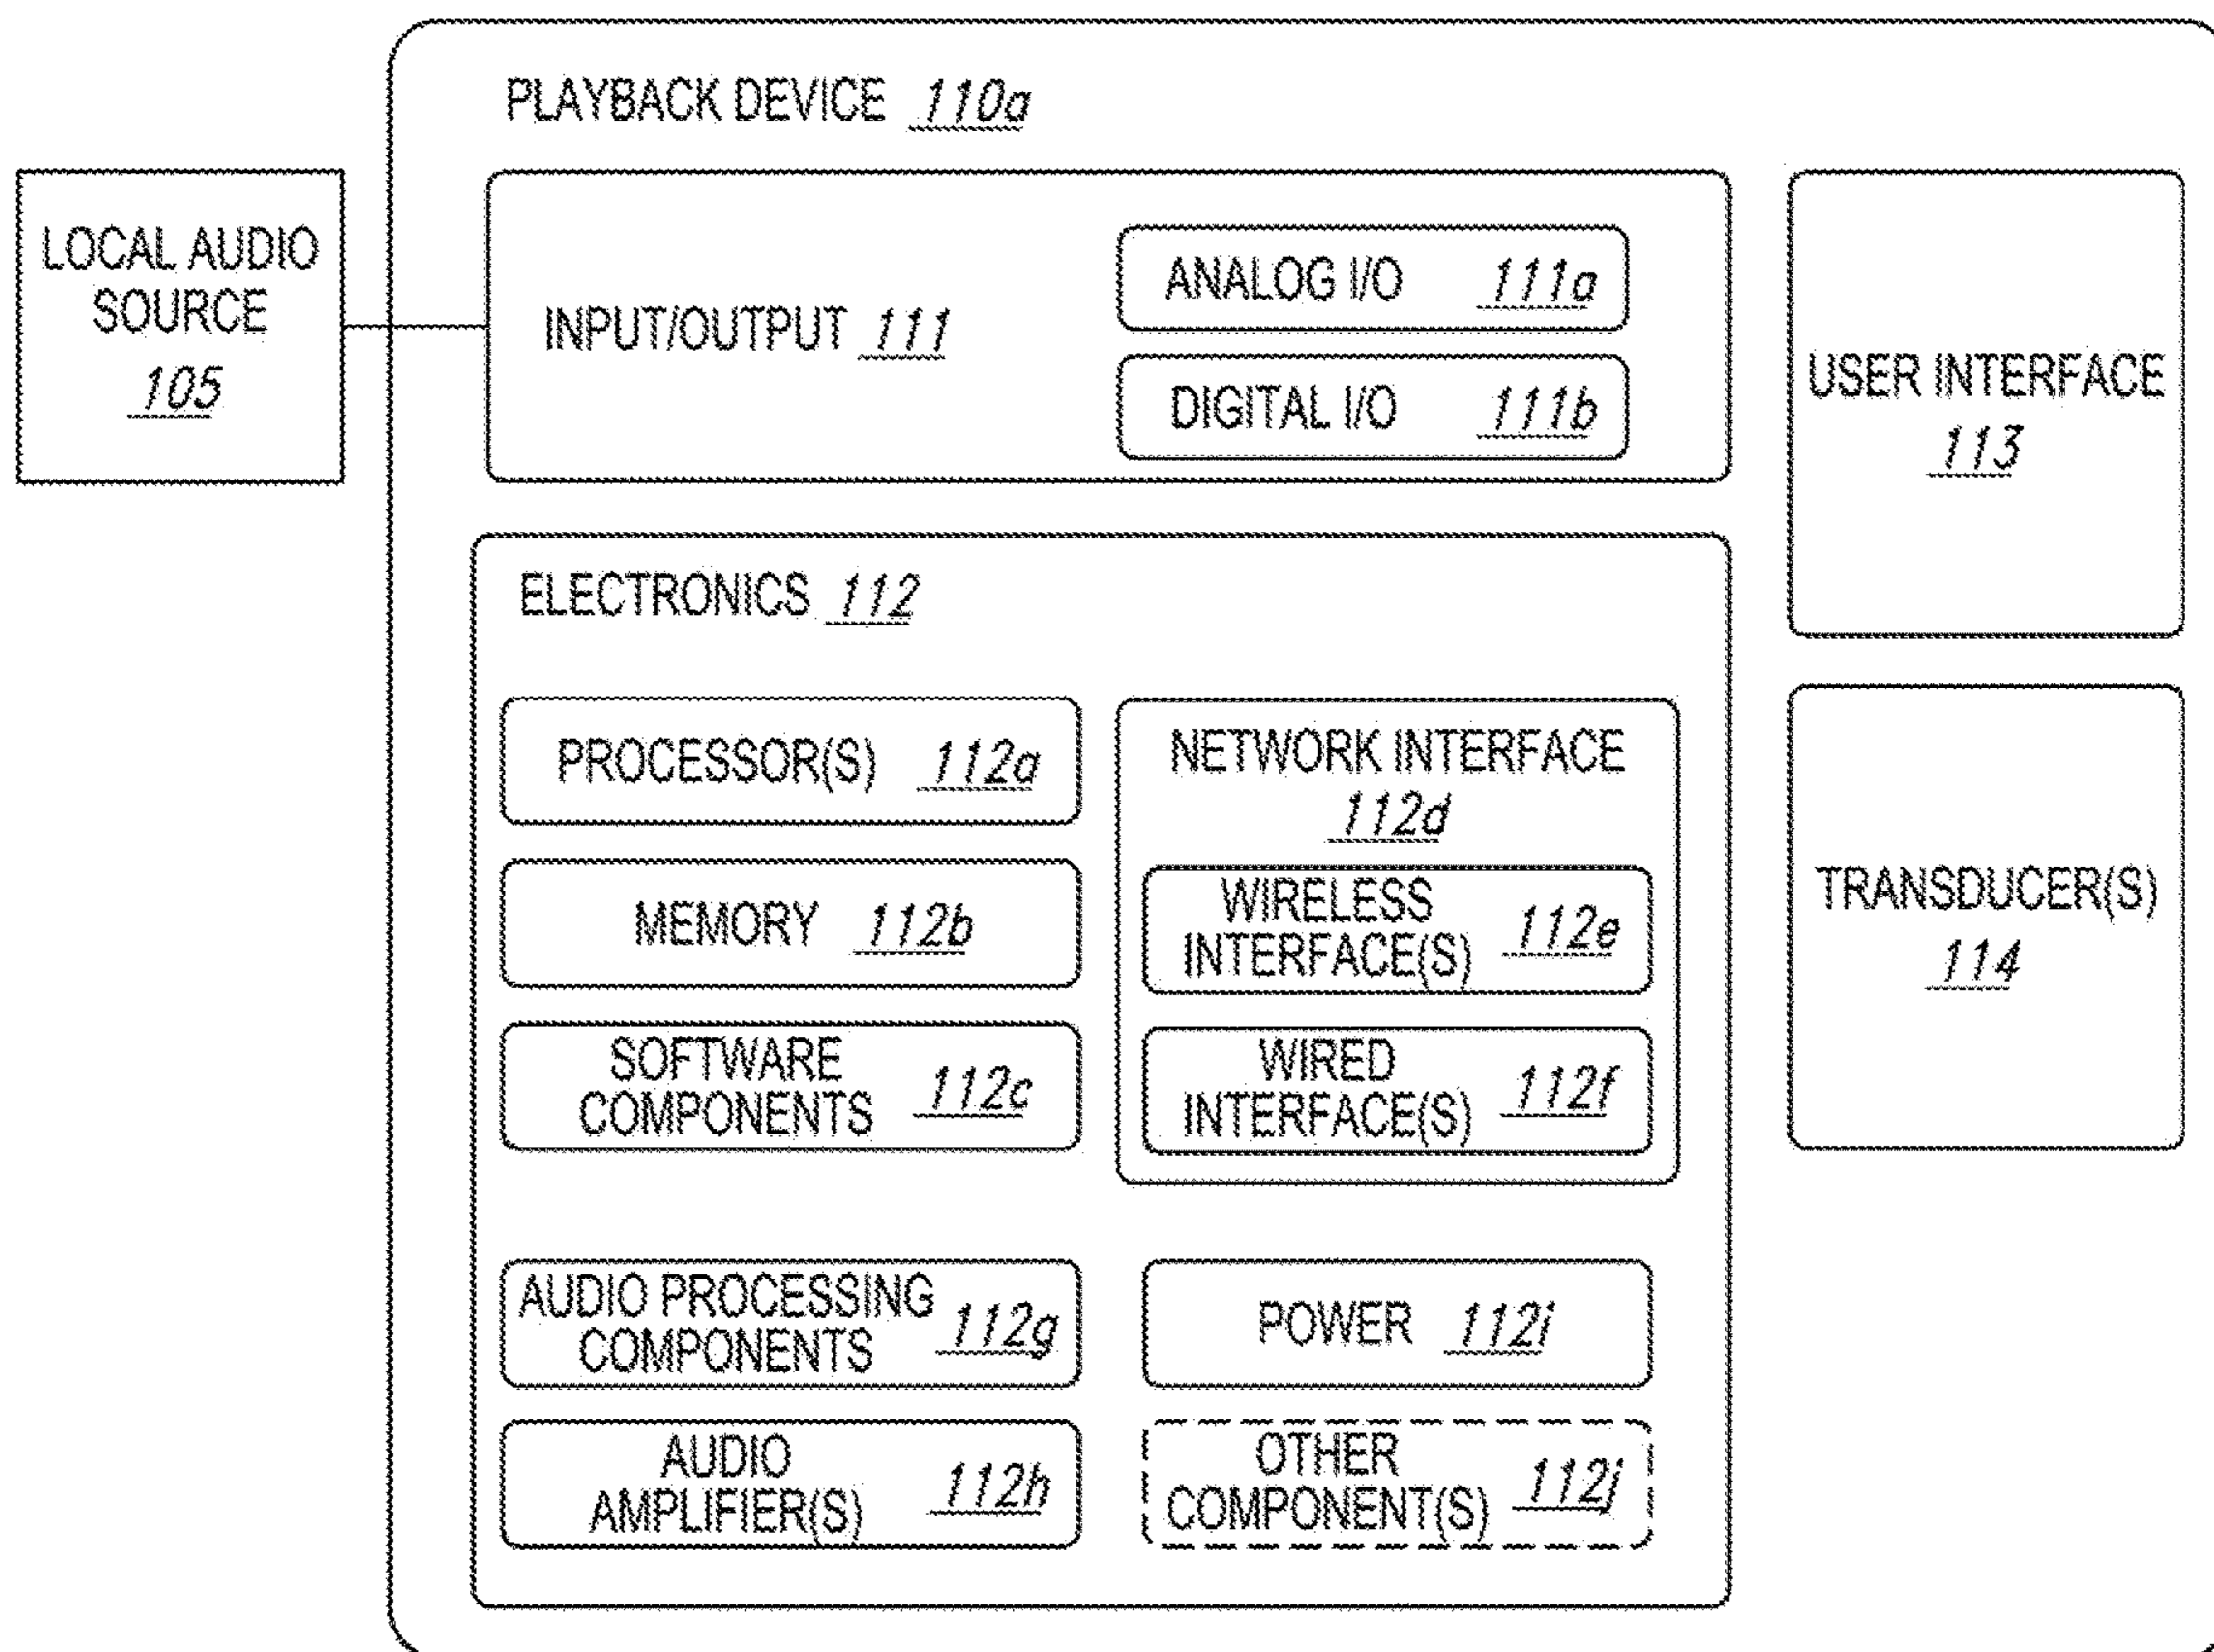 PLAYBACK DEVICE 110a
LOCAL AUDIO
SOURCE
105
INPUT/OUTPUT 111
ANALOG I/O 111a
DIGITAL I/O 111b
USER INTERFACE
113
ELECTRONICS 112
PROCESSOR(S) 112a
MEMORY 112b
SOFTWARE
COMPONENTS 112c
NETWORK INTERFACE
112d
WIRELESS
INTERFACE(S) 112e
WIRED
INTERFACE(S) 112f
TRANSDUCER(S)
114
AUDIO PROCESSING
COMPONENTS 112g
POWER 112i
AUDIO
AMPLIFIER(S) 112h
OTHER
COMPONENT(S) 112j